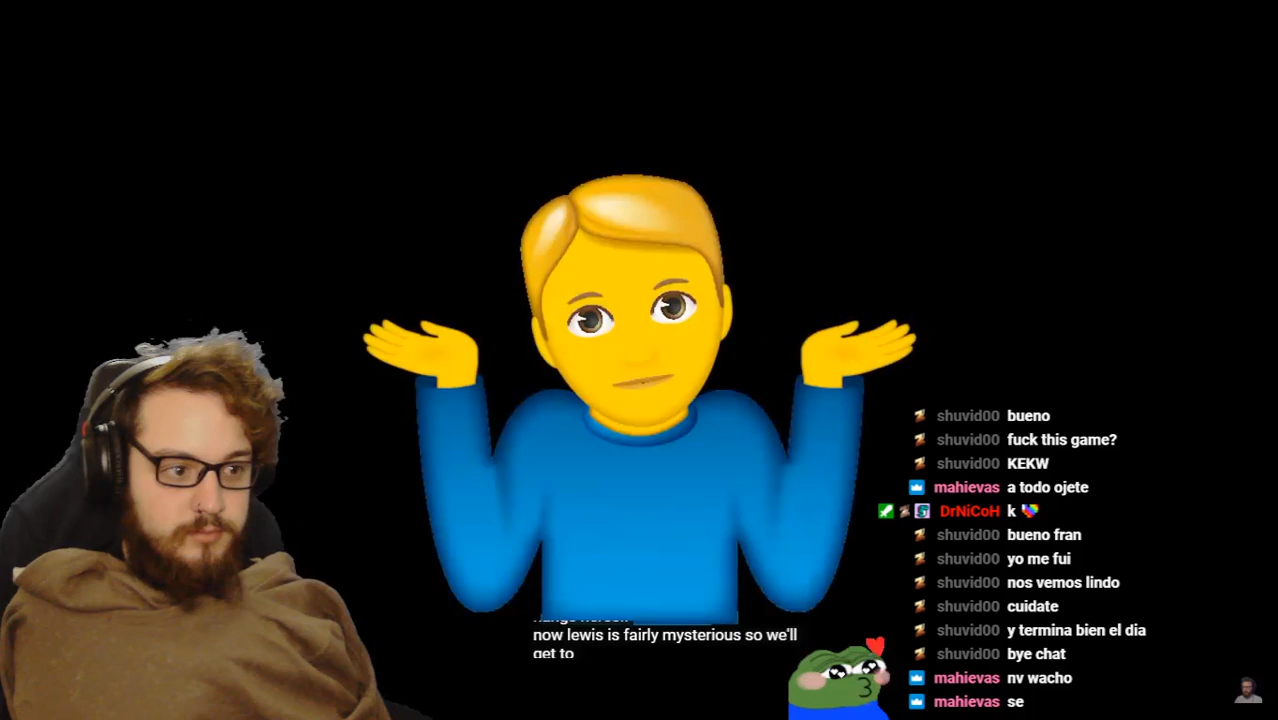 now lewis is fairly mysterious so we'll
get to
shuvid00 bueno
shuvid00 fuck this game?
shuvid00 KEKW
mahievas a todo ojete
DrNiCoH k
shuvid00 bueno fran
shuvid00 yo me fui
shuvid00 nos vemos lindo
shuvid00 cuidate
shuvid00 y termina bien el dia
shuvid00 bye chat
mahievas nv wacho
mahievas se